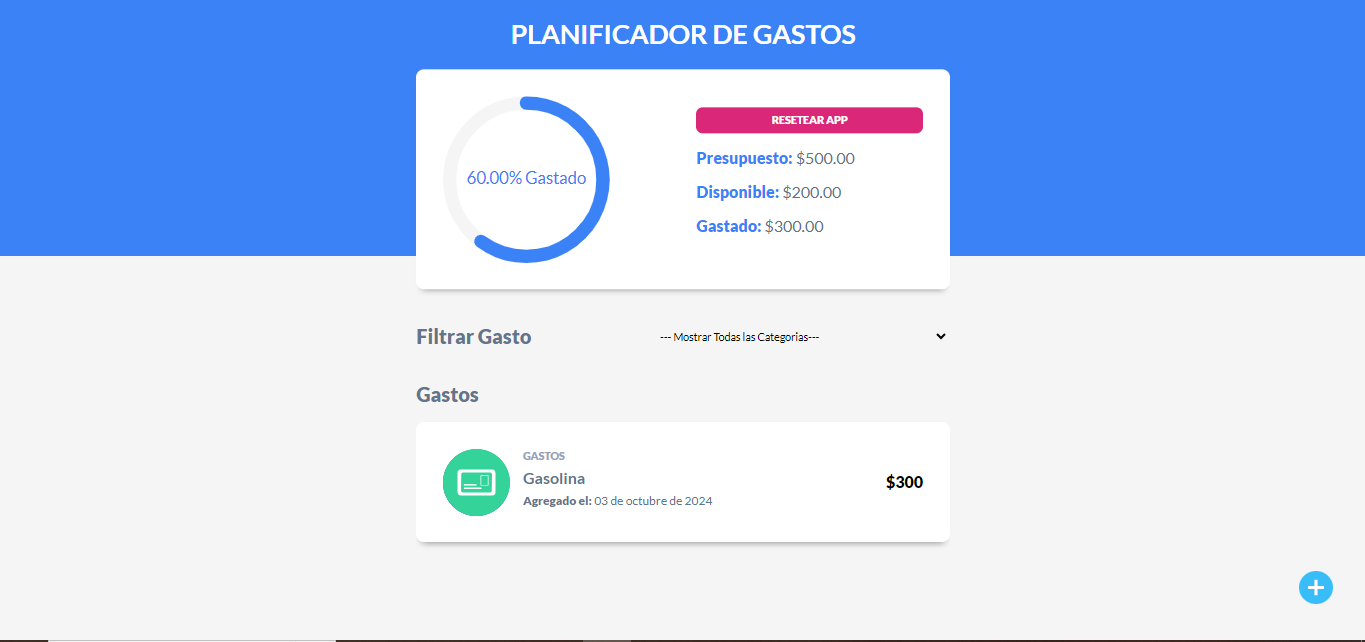 PLANIFICADOR DE GASTOS
60.00% Gastado
RESETEAR APP
Presupuesto: $500.00
Disponible: $200.00
Gastado: $300.00
Filtrar Gasto
--- Mostrar Todas las Categorias---
Gastos
GASTOS
Gasolina
$300
Agregado el: 03 de octubre de 2024